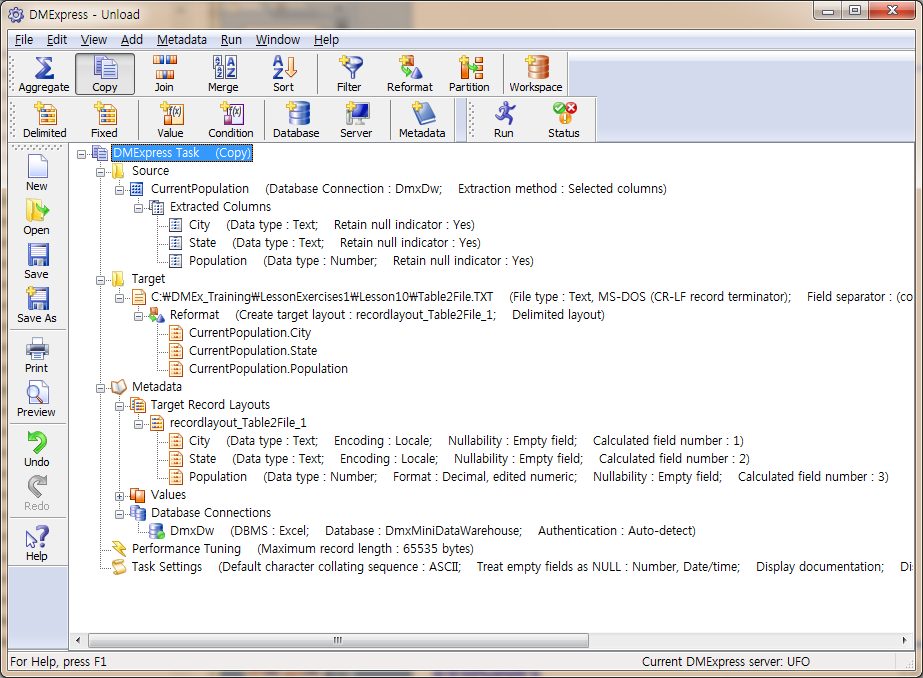 DMExpress - Unload
File Edit View Add Metadata Run Window Help
Aggregate Copy Join Merge Sort Filter Reformat Partition Workspace
Delimited Fixed Value Condition Database Server Metadata Run Status
New
Open
Save
Save As
Print
Preview
Undo
Redo
Help
DMExpress Task (Copy)
Source
CurrentPopulation (Database Connection : DmxDw; Extraction method : Selected columns)
Extracted Columns
City (Data type : Text; Retain null indicator : Yes)
State (Data type : Text; Retain null indicator : Yes)
Population (Data type : Number; Retain null indicator : Yes)
Target
C:₩DMEx_Training₩LessonExercises1₩Lesson10₩Table2File.TXT (File type : Text, MS-DOS (CR-LF record terminator); Field separator : (co
Reformat (Create target layout : recordlayout_Table2File_1; Delimited layout)
CurrentPopulation.City
CurrentPopulation.State
CurrentPopulation.Population
Metadata
Target Record Layouts
recordlayout_Table2File_1
City (Data type : Text; Encoding : Locale; Nullability : Empty field; Calculated field number : 1)
State (Data type : Text; Encoding : Locale; Nullability : Empty field; Calculated field number : 2)
Population (Data type : Number; Format : Decimal, edited numeric; Nullability : Empty field; Calculated field number : 3)
Values
Database Connections
DmxDw (DBMS : Excel; Database : DmxMiniDataWarehouse; Authentication : Auto-detect)
Performance Tuning (Maximum record length : 65535 bytes)
Task Settings (Default character collating sequence : ASCII; Treat empty fields as NULL : Number, Date/time; Display documentation; Di
For Help, press F1
Current DMExpress server: UFO